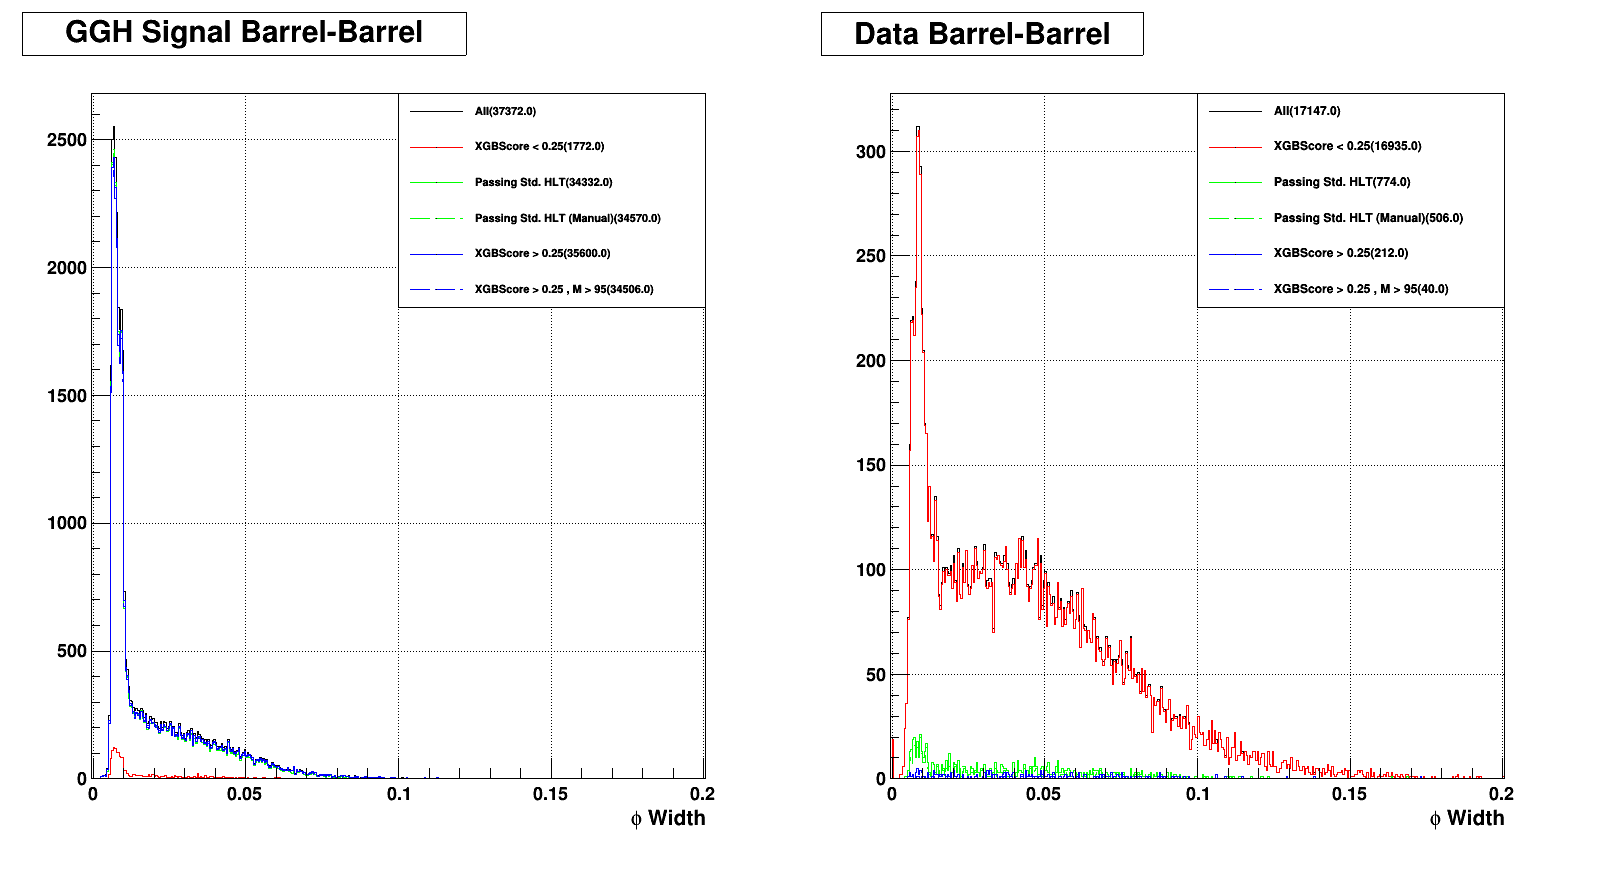 GGH Signal Barrel-Barrel
All(37372.0)
XGBScore < 0.25(1772.0)
Passing Std. HLT(34332.0)
Passing Std. HLT (Manual)(34570.0)
XGBScore > 0.25(35600.0)
XGBScore > 0.25 , M > 95(34506.0)
2500
2000
1500
1000
500
0
0 0.05 0.1 0.15 0.2
ϕ Width
Data Barrel-Barrel
All(17147.0)
XGBScore < 0.25(16935.0)
Passing Std. HLT(774.0)
Passing Std. HLT (Manual)(506.0)
XGBScore > 0.25(212.0)
XGBScore > 0.25 , M > 95(40.0)
300
250
200
150
100
50
0
0 0.05 0.1 0.15 0.2
ϕ Width